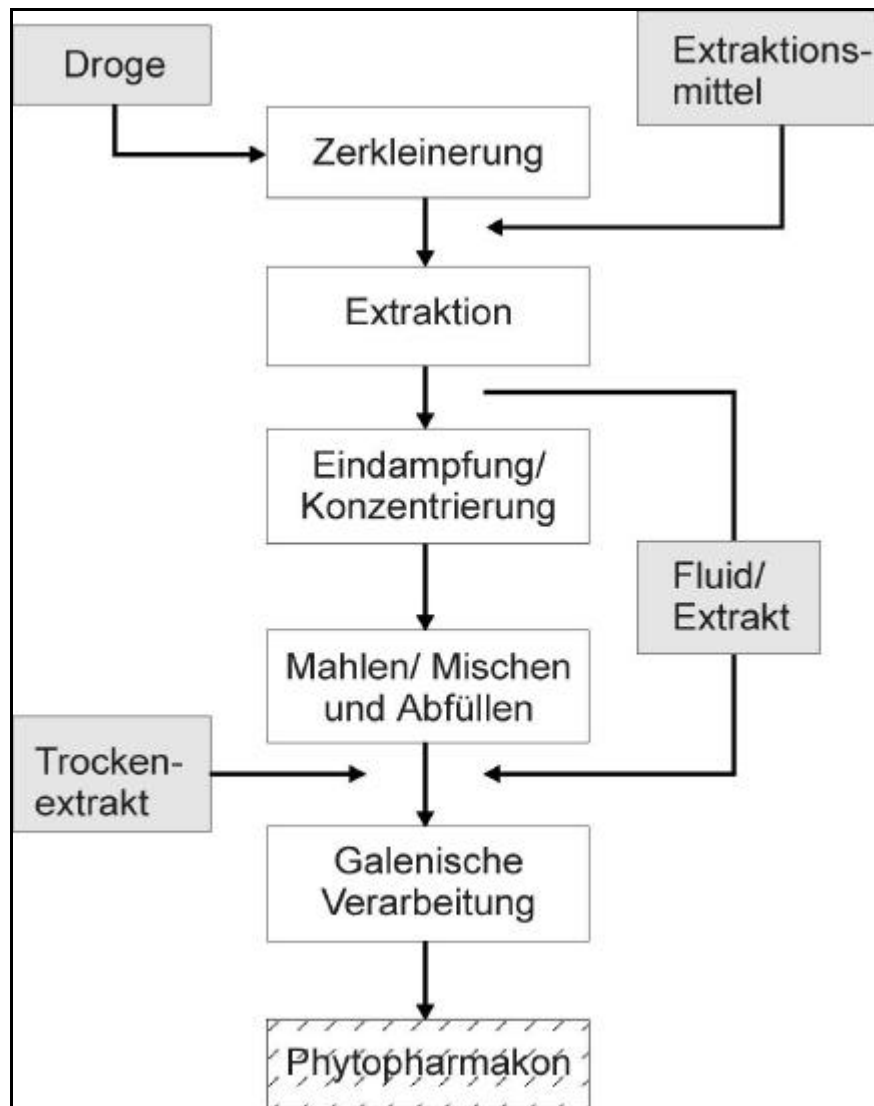 Droge
Extraktions-
mittel
Zerkleinerung
Extraktion
Eindampfung/
Konzentrierung
Fluid/
Extrakt
Mahlen/ Mischen
und Abfüllen
Trocken-
extrakt
Galenische
Verarbeitung
Phytopharmakon